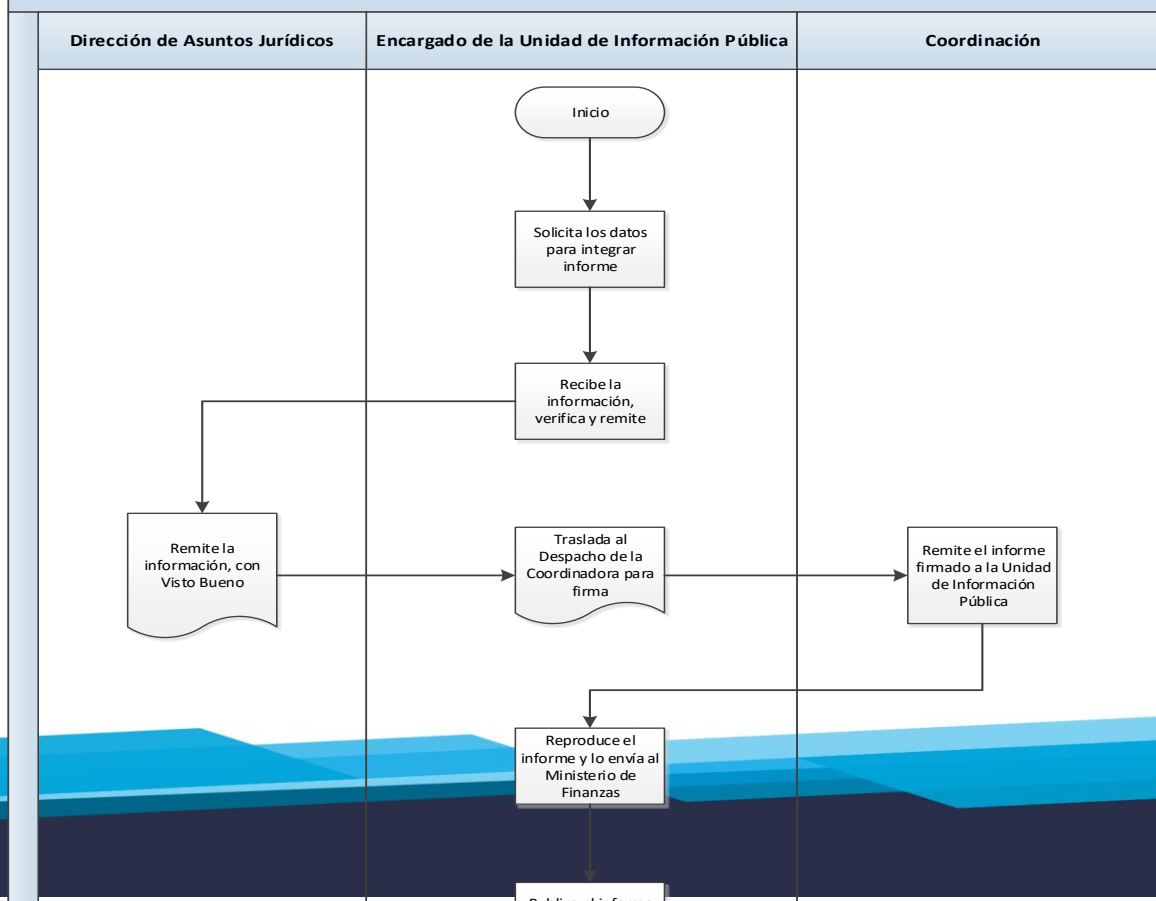 Dirección de Asuntos Jurídicos
Encargado de la Unidad de Información Pública
Coordinación
Inicio
Solicita los datos
para integrar
informe
Recibe la
información,
verifica y remite
Remite la
información, con
Visto Bueno
Traslada al
Despacho de la
Coordinadora para
firma
Remite el informe
firmado a la Unidad
de Información
Pública
Reproduce el
informe y lo envía al
Ministerio de
Finanzas